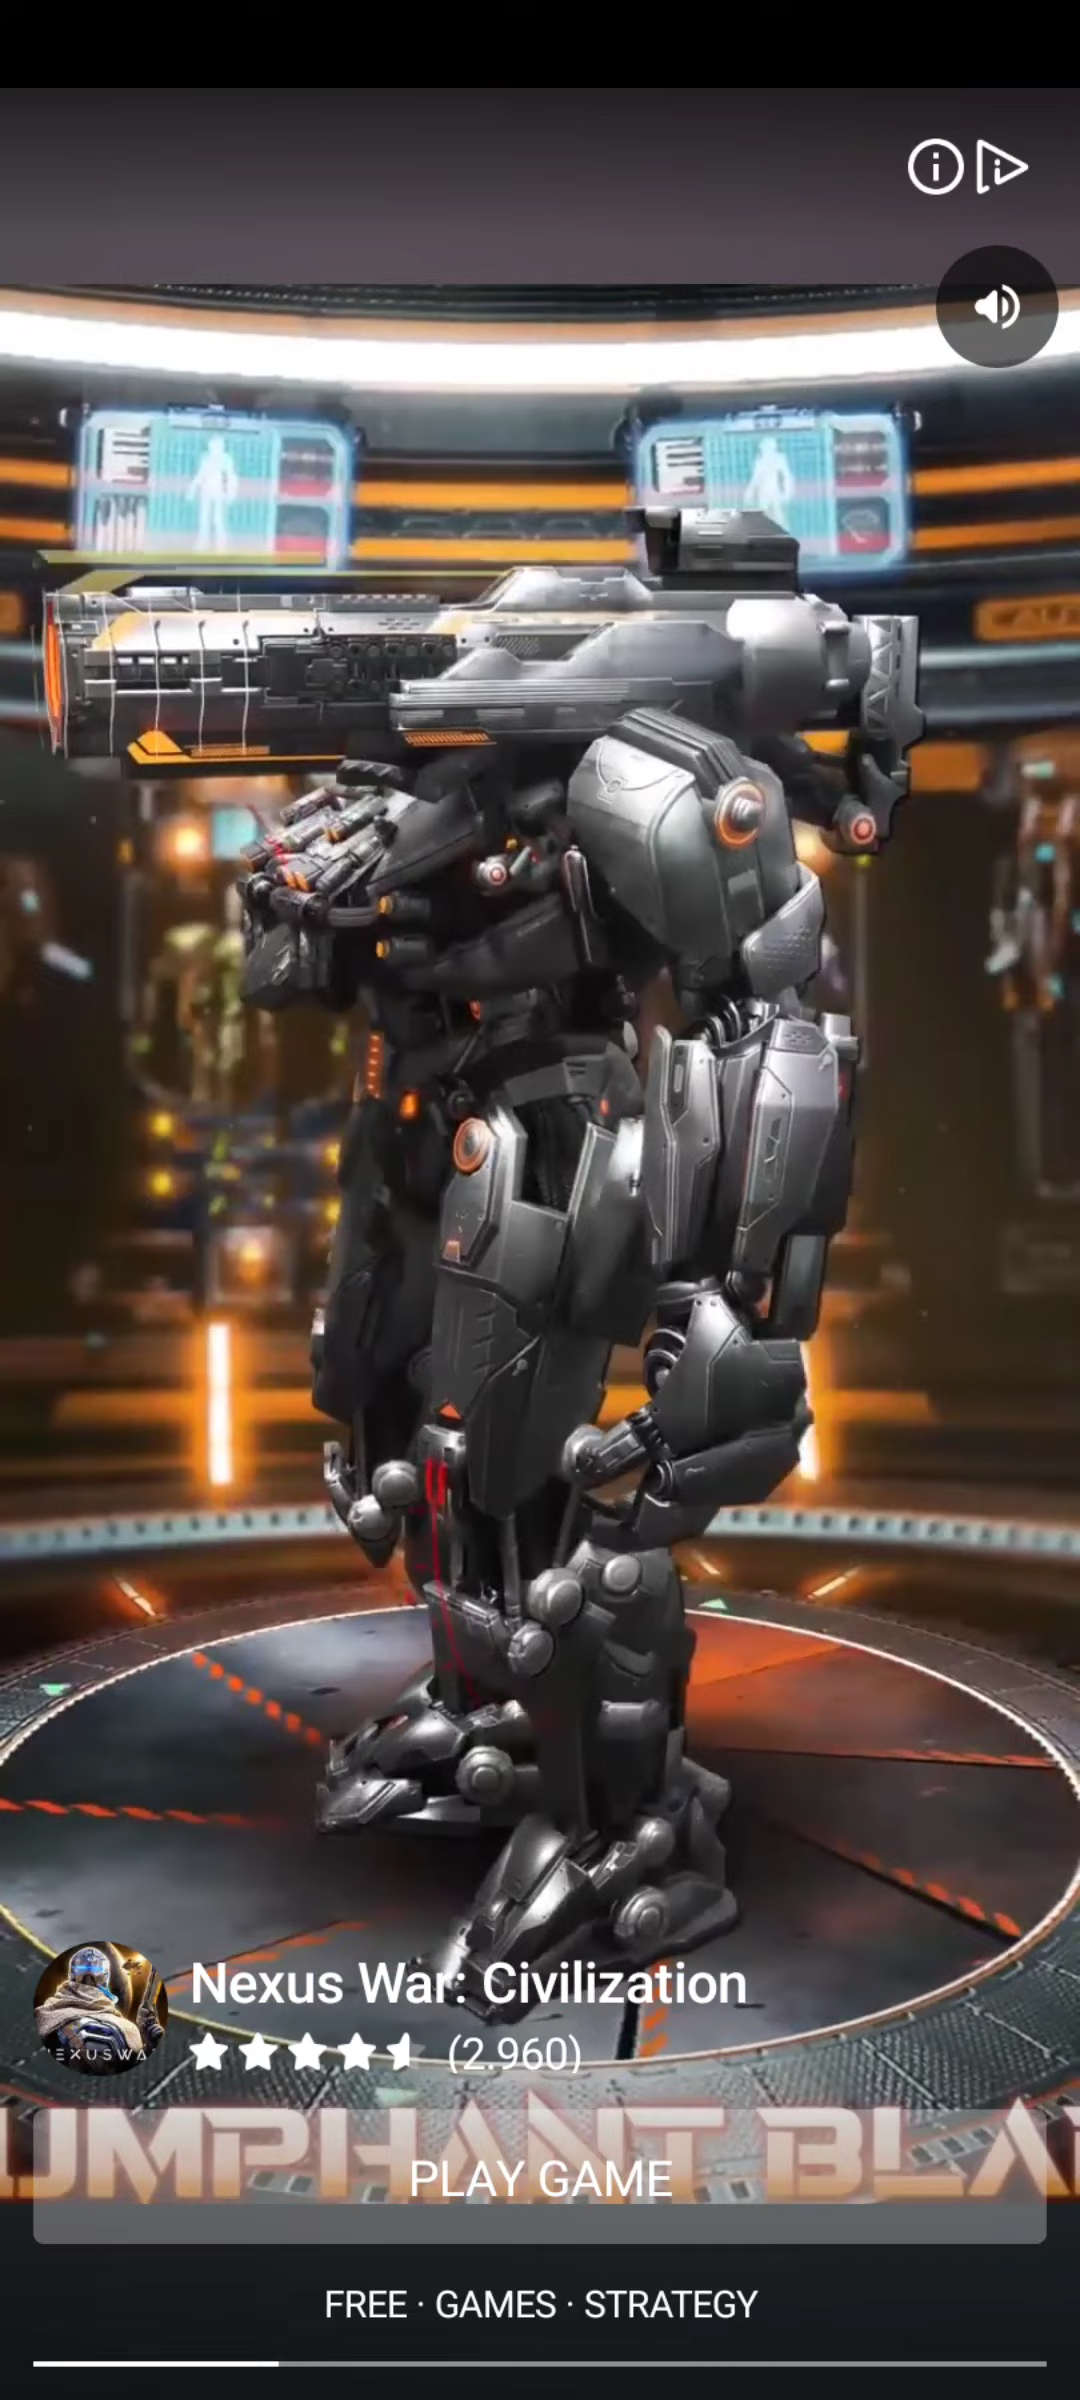 Nexus War: Civilization
(2.960)
UMPHANT BLA
PLAY GAME
FREE · GAMES · STRATEGY